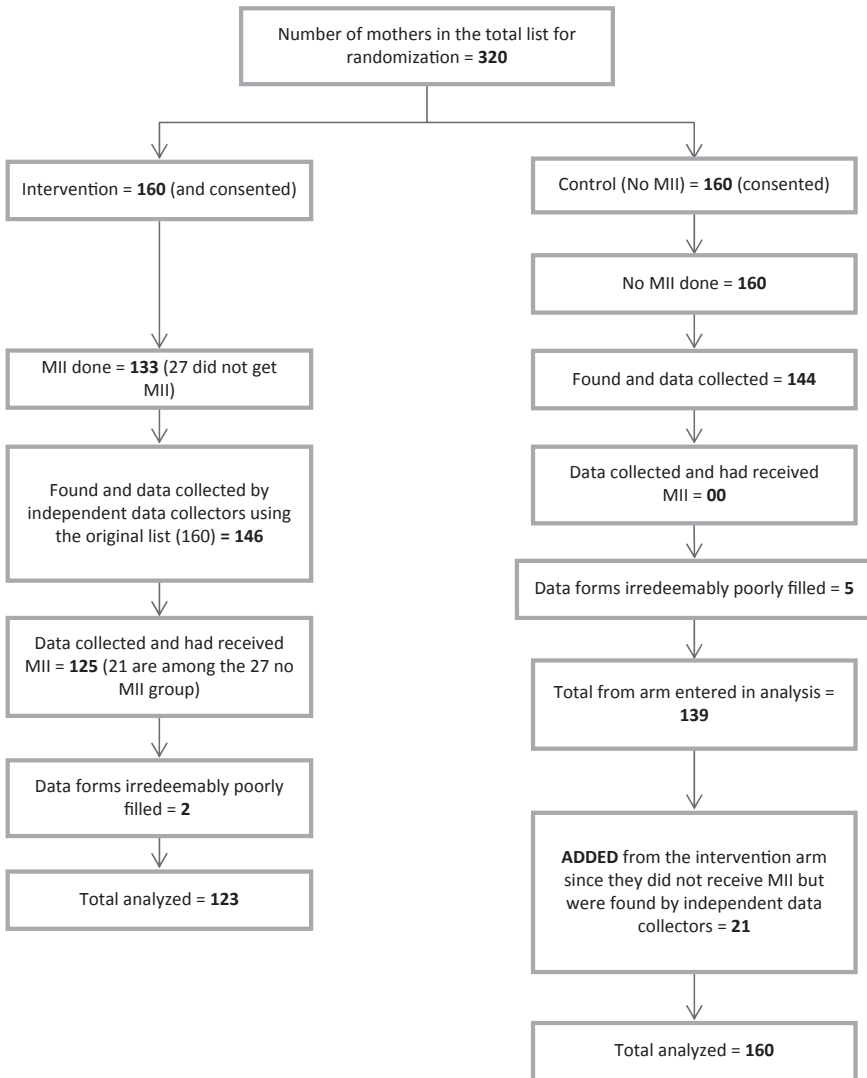 Number of mothers in the total list for
randomization = 320
Intervention = 160 (and consented)
MII done = 133 (27 did not get
MII)
Found and data collected by
independent data collectors using
the original list (160) = 146
Data collected and had received
MII = 125 (21 are among the 27 no
MII group)
Data forms irredeemably poorly
filled = 2
Total analyzed = 123
Control (No MII) = 160 (consented)
No MII done = 160
Found and data collected = 144
Data collected and had received
MII = 00
Data forms irredeemably poorly filled = 5
Total from arm entered in analysis =
139
ADDED from the intervention arm
since they did not receive MII but
were found by independent data
collectors = 21
Total analyzed = 160